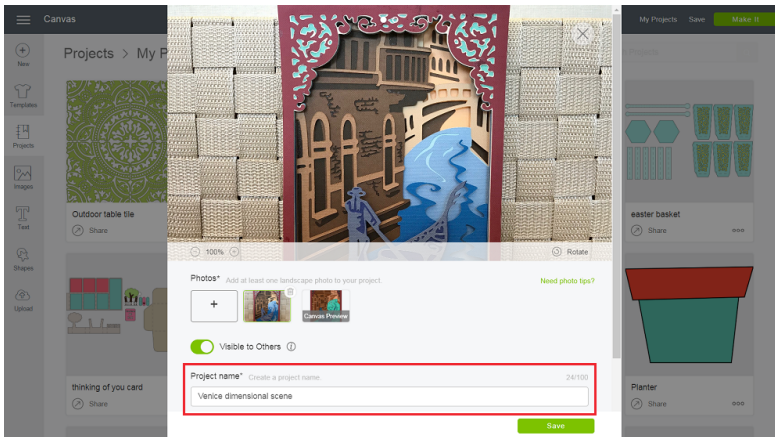 Canvas
My Projects Save Make It
New
Templates
Projects
Images
Text
Shapes
Upload
Projects > My P
Projects
Outdoor table tile
Share
thinking of you card
Share
easter basket
Share
Planter
Share
100%
Rotate
Photos* Add at least one landscape photo to your project.
Need photo tips?
Canvas Preview
Visible to Others
Project name* Create a project name.
24/100
Venice dimensional scene
Save